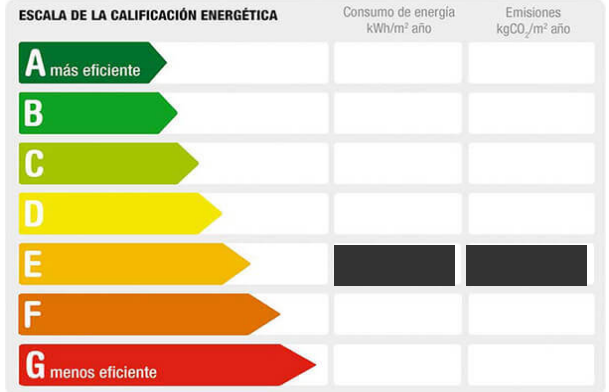 ESCALA DE LA CALIFICACIÓN ENERGÉTICA
Consumo de energía
kWh/m² año
Emisiones
kgCO₂/m² año
A más eficiente
B
C
D
E
F
G menos eficiente